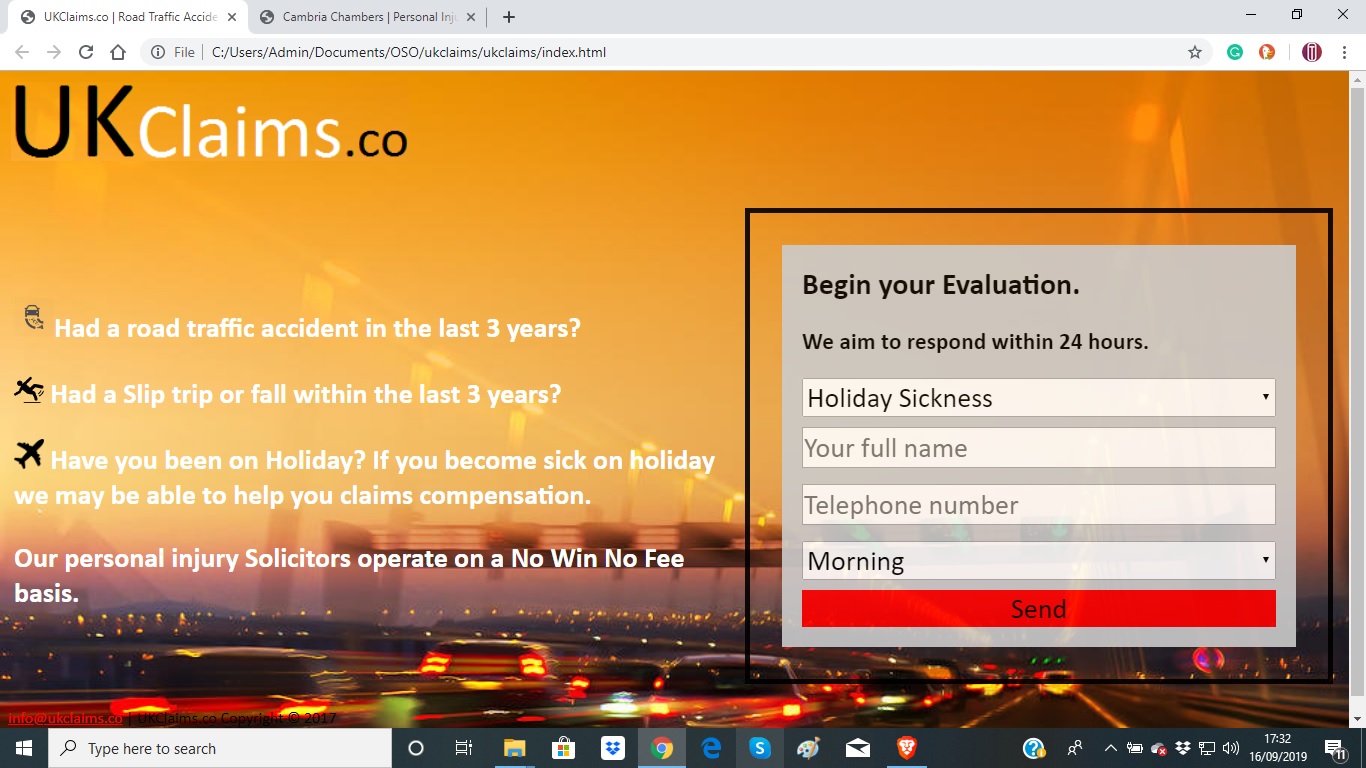 UKClaims.co | Road Traffic Accide
Cambria Chambers | Personal Inju
File C:/Users/Admin/Documents/OSO/ukclaims/ukclaims/index.html
UKClaims.co
Begin your Evaluation.
We aim to respond within 24 hours.
Holiday Sickness
Your full name
Telephone number
Morning
Send
Had a road traffic accident in the last 3 years?
Had a Slip trip or fall within the last 3 years?
Have you been on Holiday? If you become sick on holiday
we may be able to help you claims compensation.
Our personal injury Solicitors operate on a No Win No Fee
basis.
info@ukclaims.co | UKClaims.co Copyright © 2017
Type here to search
17:32
16/09/2019
11